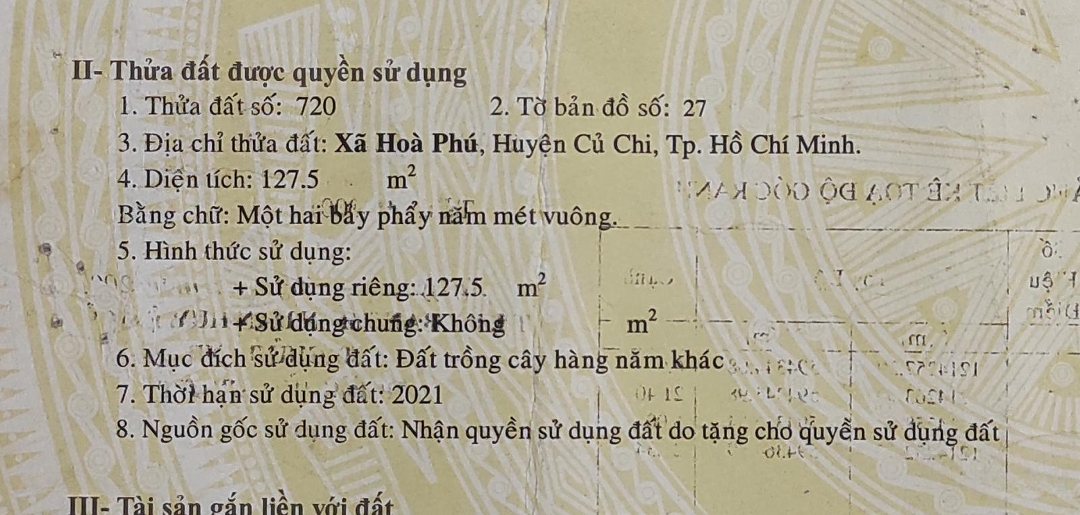 II- Thửa đất được quyền sử dụng
1. Thửa đất số: 720 2. Tờ bản đồ số: 27
3. Địa chỉ thửa đất: Xã Hoà Phú, Huyện Củ Chi, Tp. Hồ Chí Minh.
4. Diện tích: 127.5 m²
Bằng chữ: Một hai bẩy phẩy năm mét vuông.
5. Hình thức sử dụng:
+ Sử dụng riêng: 127.5 m²
+ Sử dụng chung: Không m²
6. Mục đích sử dụng đất: Đất trồng cây hàng năm khác
7. Thời hạn sử dụng đất: 2021
8. Nguồn gốc sử dụng đất: Nhận quyền sử dụng đất do tặng cho quyền sử dụng đất
III- Tài sản gắn liền với đất